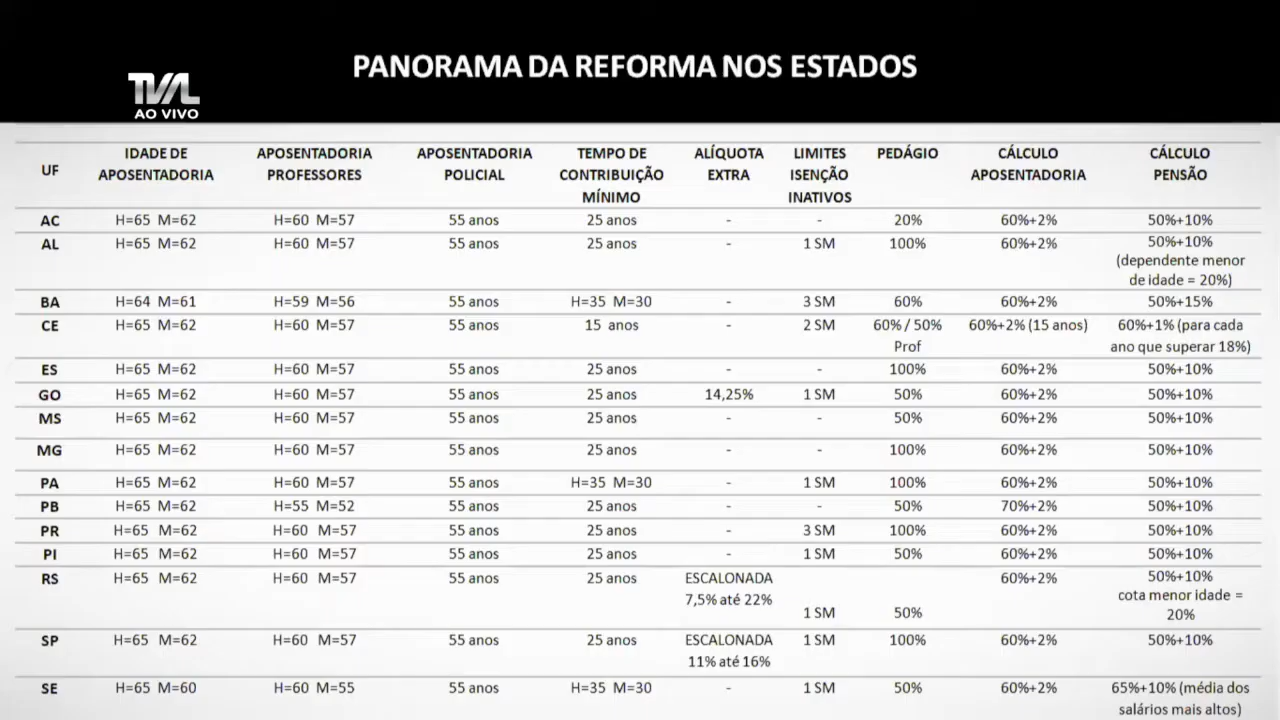 PANORAMA DA REFORMA NOS ESTADOS
TVAL
AO VIVO
UF IDADE DE APOSENTADORIA APOSENTADORIA PROFESSORES APOSENTADORIA POLICIAL TEMPO DE CONTRIBUIÇÃO MÍNIMO ALÍQUOTA EXTRA LIMITES ISENÇÃO INATIVOS PEDÁGIO CÁLCULO APOSENTADORIA CÁLCULO PENSÃO
AC H=65 M=62 H=60 M=57 55 anos 25 anos - - 20% 60%+2% 50%+10%
AL H=65 M=62 H=60 M=57 55 anos 25 anos - 1 SM 100% 60%+2% 50%+10%
(dependente menor
de idade = 20%)
BA H=64 M=61 H=59 M=56 55 anos H=35 M=30 - 3 SM 60% 60%+2% 50%+15%
CE H=65 M=62 H=60 M=57 55 anos 15 anos - 2 SM 60% / 50% 60%+2% (15 anos) 60%+1% (para cada
Prof ano que superar 18%)
ES H=65 M=62 H=60 M=57 55 anos 25 anos - - 100% 60%+2% 50%+10%
GO H=65 M=62 H=60 M=57 55 anos 25 anos 14,25% 1 SM 50% 60%+2% 50%+10%
MS H=65 M=62 H=60 M=57 55 anos 25 anos - - 50% 60%+2% 50%+10%
MG H=65 M=62 H=60 M=57 55 anos 25 anos - - 100% 60%+2% 50%+10%
PA H=65 M=62 H=60 M=57 55 anos H=35 M=30 - 1 SM 100% 60%+2% 50%+10%
PB H=65 M=62 H=55 M=52 55 anos 25 anos - - 50% 70%+2% 50%+10%
PR H=65 M=62 H=60 M=57 55 anos 25 anos - 3 SM 100% 60%+2% 50%+10%
PI H=65 M=62 H=60 M=57 55 anos 25 anos - 1 SM 50% 60%+2% 50%+10%
RS H=65 M=62 H=60 M=57 55 anos 25 anos ESCALONADA 60%+2% 50%+10%
7,5% até 22% cota menor idade =
1 SM 50% 20%
SP H=65 M=62 H=60 M=57 55 anos 25 anos ESCALONADA 1 SM 100% 60%+2% 50%+10%
11% até 16%
SE H=65 M=60 H=60 M=55 55 anos H=35 M=30 - 1 SM 50% 60%+2% 65%+10% (média dos
salários mais altos)